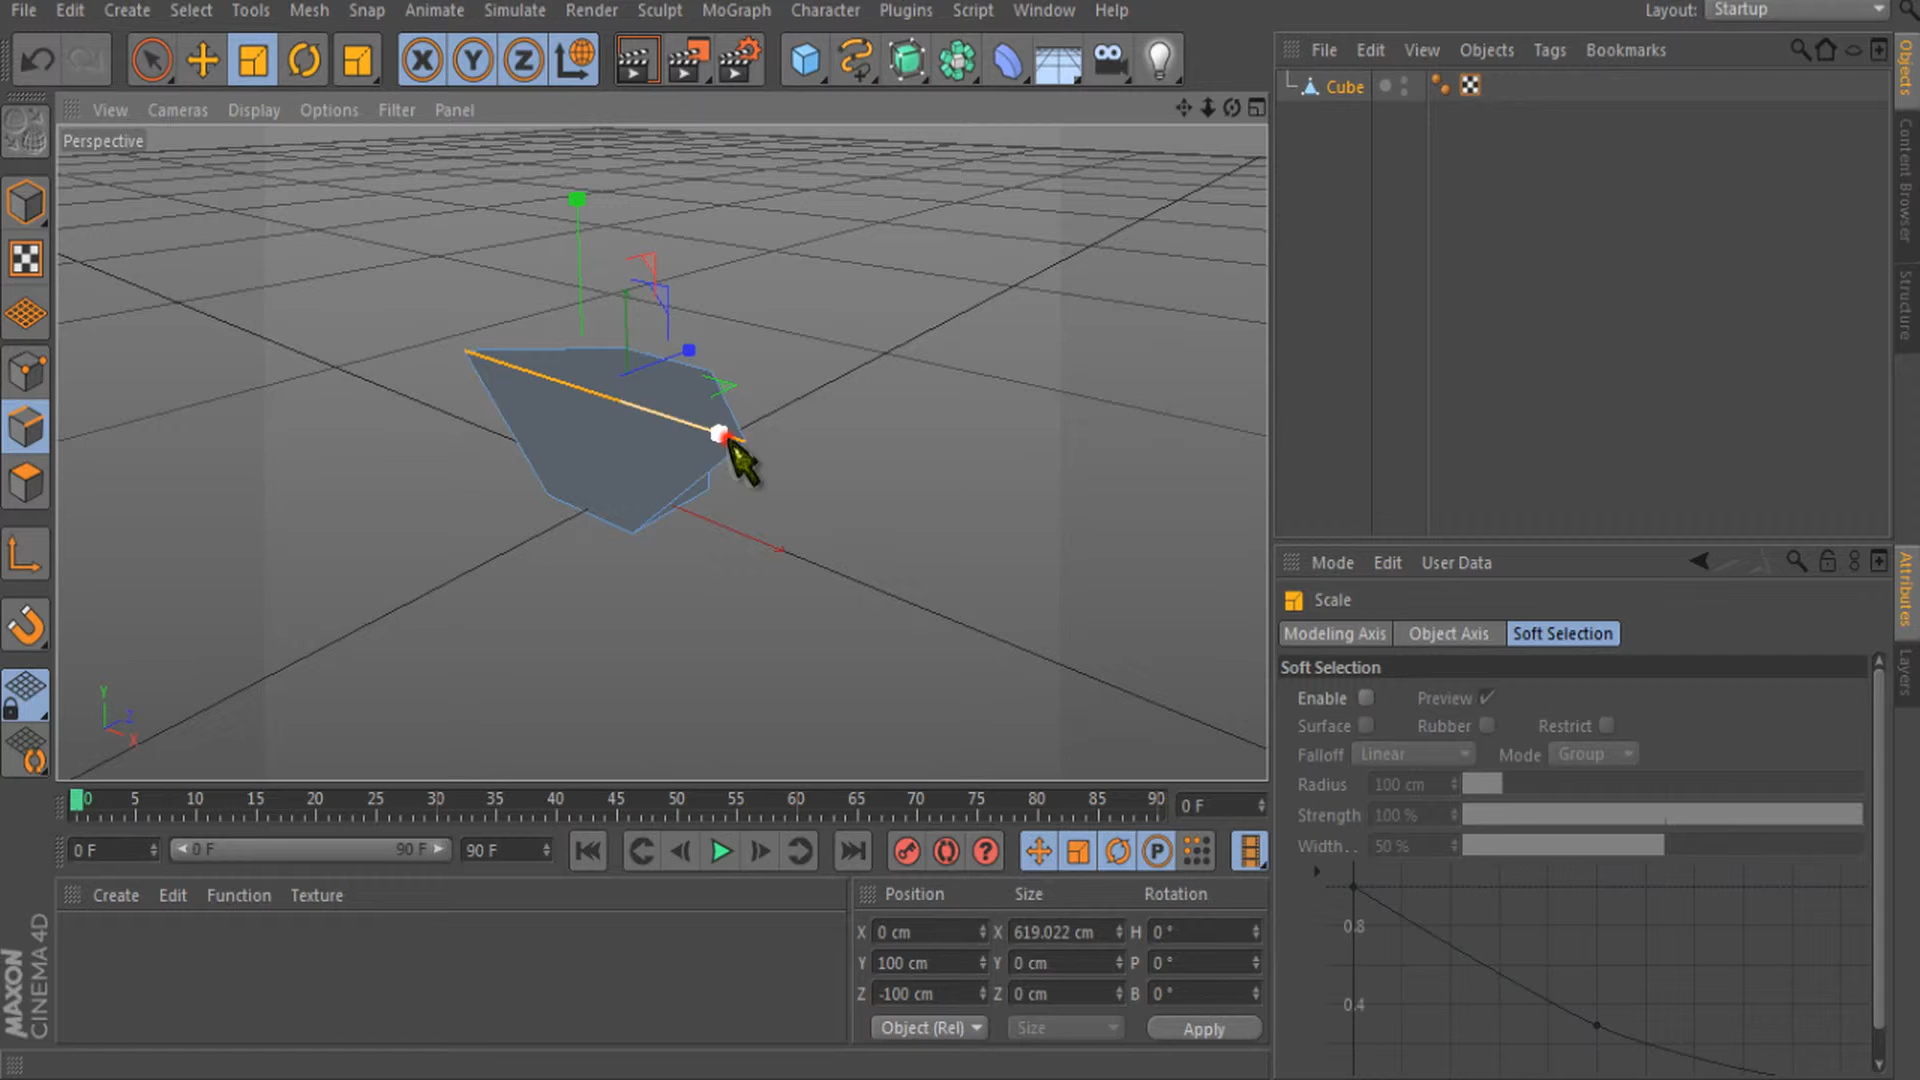 File Edit Create Select Tools Mesh Snap Animate Simulate Render Sculpt MoGraph Character Plugins Script Window Help
Layout: Startup
X Y Z
File Edit View Objects Tags Bookmarks
Cube
View Cameras Display Options Filter Panel
Perspective
Y
Z
X
Objects
Content Browser
Structure
Mode Edit User Data
Scale
Modeling Axis Object Axis Soft Selection
Soft Selection
Enable Preview
Surface Rubber Restrict
Falloff Linear Mode Group
Radius 100 cm
Strength 100 %
Width.. 50 %
0.8
0.4
Attributes
Layers
0 5 10 15 20 25 30 35 40 45 50 55 60 65 70 75 80 85 90 0 F
0 F 0 F 90 F 90 F
? P
Create Edit Function Texture
Position Size Rotation
X 0 cm X 619.022 cm H 0 °
Y 100 cm Y 0 cm P 0 °
Z -100 cm Z 0 cm B 0 °
Object (Rel) Size Apply
MAXON
CINEMA 4D